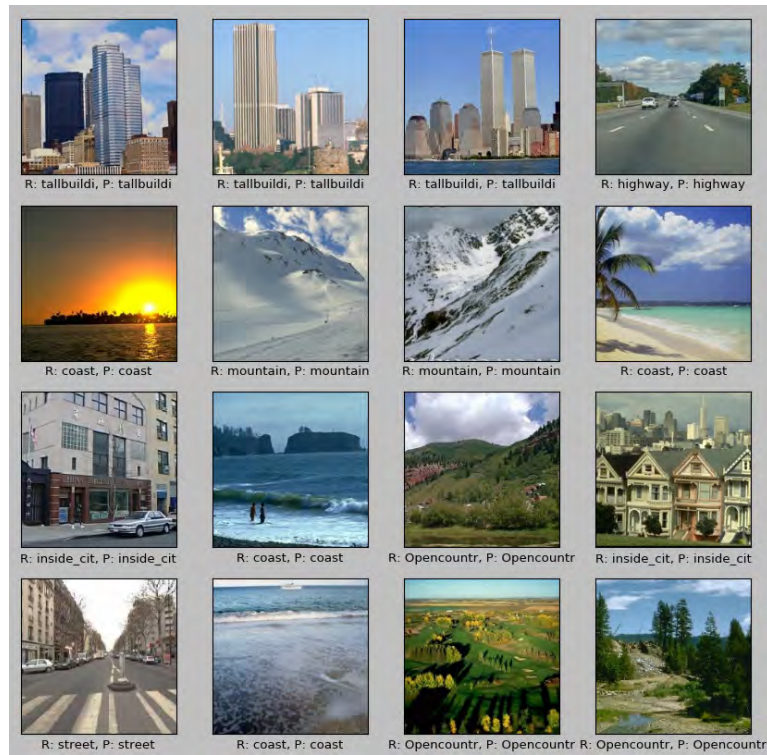 R: tallbuildi, P: tallbuildi
R: tallbuildi, P: tallbuildi
R: tallbuildi, P: tallbuildi
R: highway, P: highway
R: coast, P: coast
R: mountain, P: mountain
R: mountain, P: mountain
R: coast, P: coast
R: inside_cit, P: inside_cit
R: coast, P: coast
R: Opencountr, P: Opencountr
R: inside_cit, P: inside_cit
R: street, P: street
R: coast, P: coast
R: Opencountr, P: Opencountr
R: Opencountr, P: Opencountr